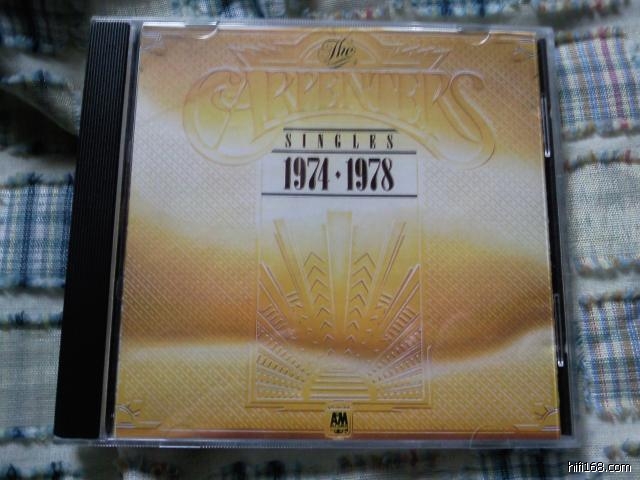 The
CARPENTERS
SINGLES
1974 • 1978
A&M
hifi168.com